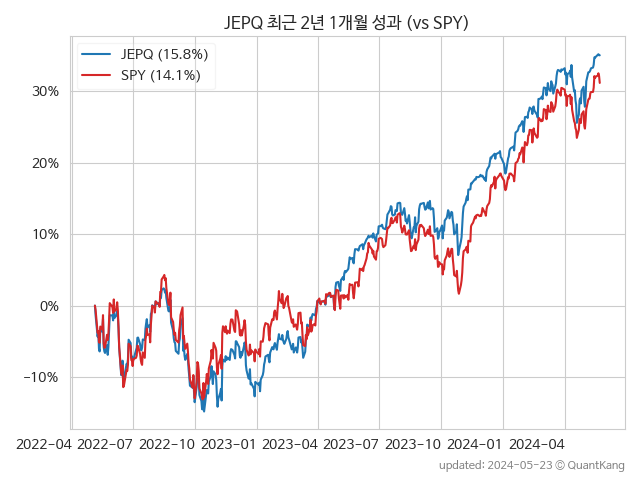 JEPQ 최근 2년 1개월 성과 (vs SPY)
JEPQ (15.8%)
SPY (14.1%)
30%
20%
10%
0%
−10%
2022-04 2022-07 2022-10 2023-01 2023-04 2023-07 2023-10 2024-01 2024-04
updated: 2024-05-23 © QuantKang